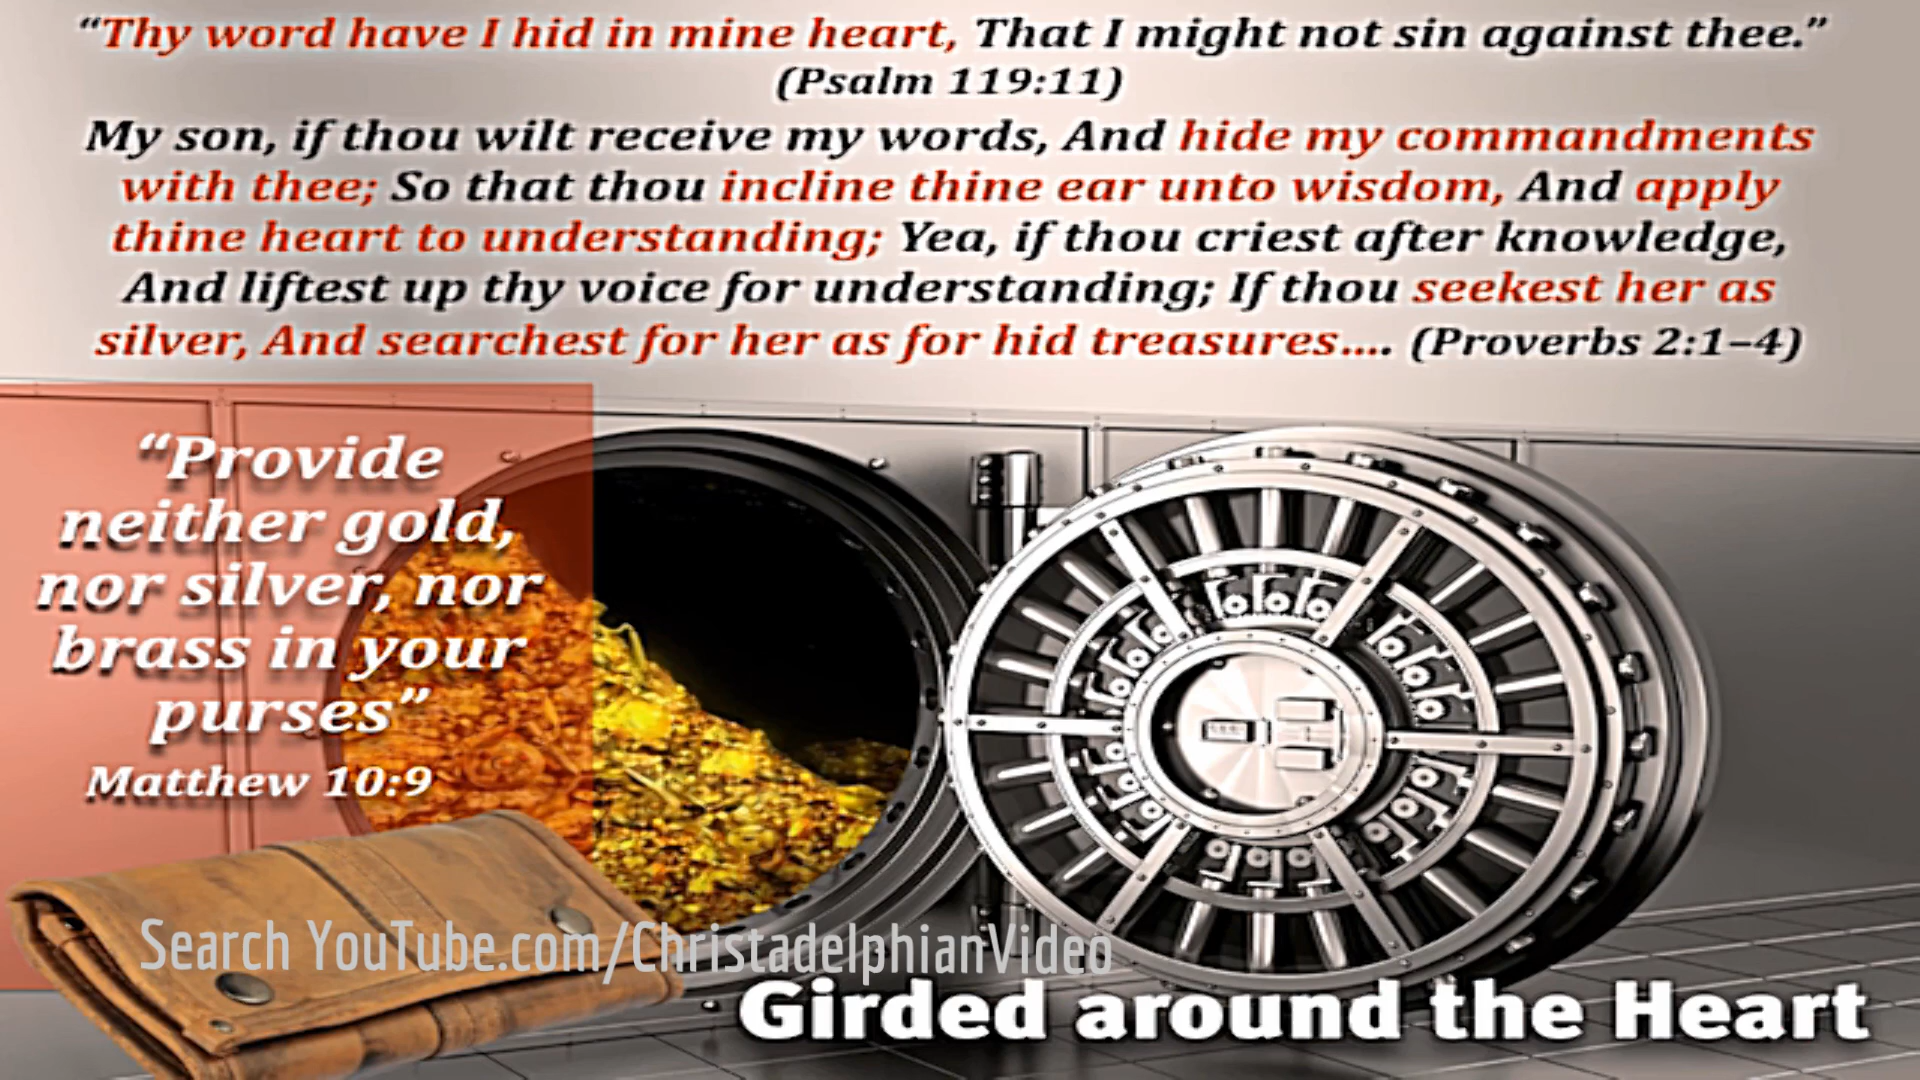 “Thy word have I hid in mine heart, That I might not sin against thee.”
(Psalm 119:11)
My son, if thou wilt receive my words, And hide my commandments
with thee; So that thou incline thine ear unto wisdom, And apply
thine heart to understanding; Yea, if thou criest after knowledge,
And liftest up thy voice for understanding; If thou seekest her as
silver, And searchest for her as for hid treasures.... (Proverbs 2:1–4)
“Provide
neither gold,
nor silver, nor
brass in your
purses”
Matthew 10:9
Search YouTube.com/ChristadelphianVideo
Girded around the Heart